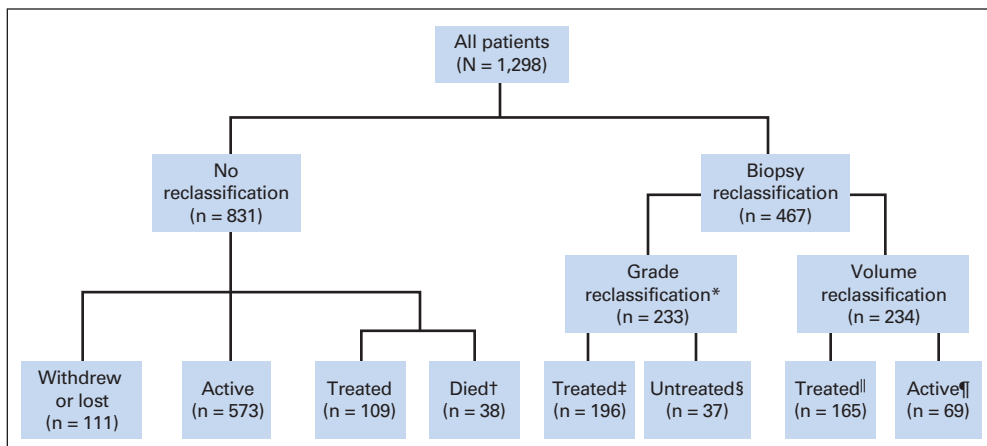 All patients
(N = 1,298)
No
reclassification
(n = 831)
Biopsy
reclassification
(n = 467)
Grade
reclassification*
(n = 233)
Volume
reclassification
(n = 234)
Withdrew
or lost
(n = 111)
Active
(n = 573)
Treated
(n = 109)
Died†
(n = 38)
Treated‡
(n = 196)
Untreated§
(n = 37)
Treated||
(n = 165)
Active¶
(n = 69)